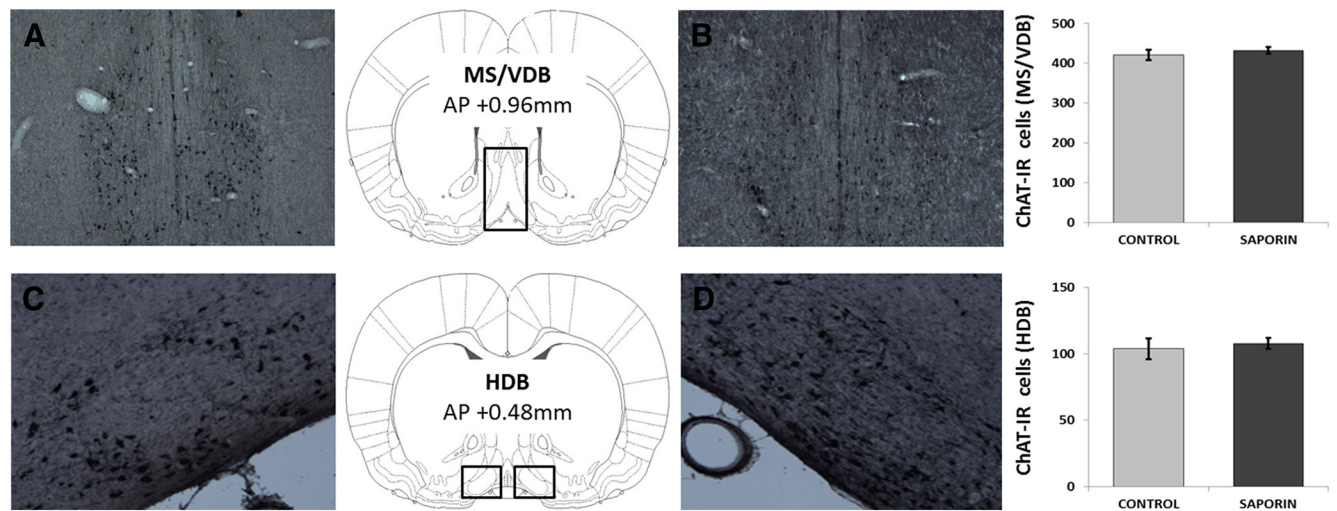 A
MS/VDB
AP +0.96mm
B
ChAT-IR cells (MS/VDB)
500
400
300
200
100
0
CONTROL
SAPORIN
C
HDB
AP +0.48mm
D
ChAT-IR cells (HDB)
150
100
50
0
CONTROL
SAPORIN